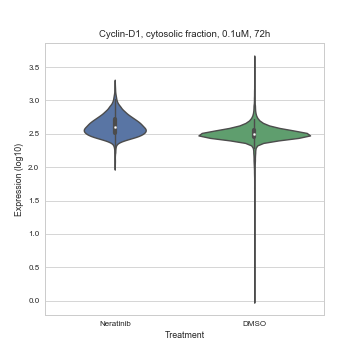 Cyclin-D1, cytosolic fraction, 0.1uM, 72h
3.5
3.0
2.5
2.0
1.5
1.0
0.5
0.0
Expression (log10)
Neratinib DMSO
Treatment